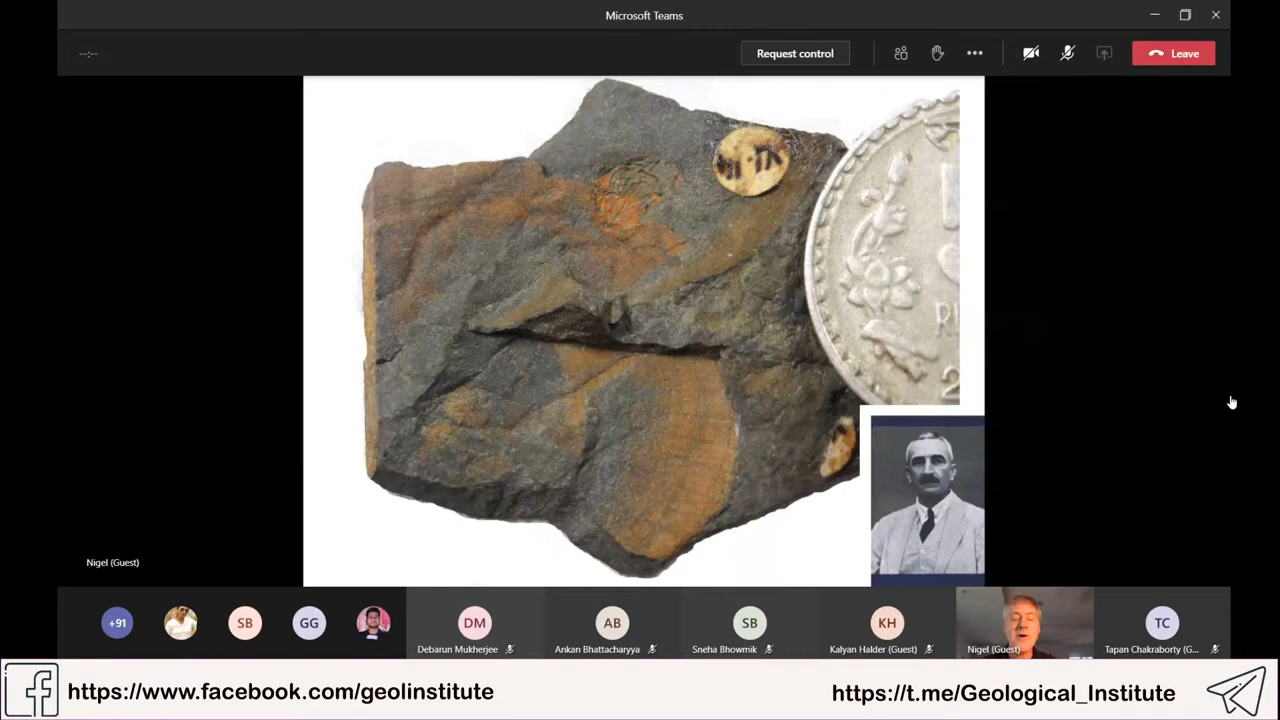 Microsoft Teams
--:--
Request control
Leave
Nigel (Guest)
+91
SB
GG
DM
Debarun Mukherjee
AB
Ankan Bhattacharyya
SB
Sneha Bhowmik
KH
Kalyan Halder (Guest)
Nigel (Guest)
TC
Tapan Chakraborty (G...
https://www.facebook.com/geolinstitute
https://t.me/Geological_Institute